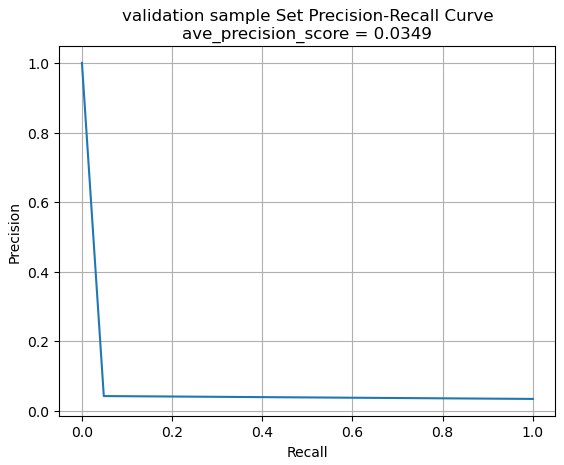 validation sample Set Precision-Recall Curve
ave_precision_score = 0.0349
1.0
0.8
0.6
0.4
0.2
0.0
Precision
0.0 0.2 0.4 0.6 0.8 1.0
Recall